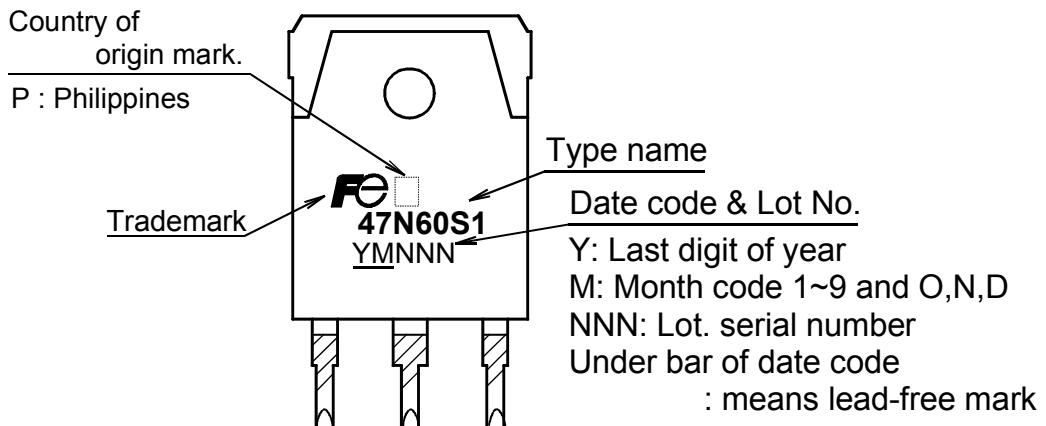 Country of
origin mark.
P : Philippines
Type name
Fe
Trademark
47N60S1
YMNNN
Date code & Lot No.
Y: Last digit of year
M: Month code 1~9 and O,N,D
NNN: Lot. serial number
Under bar of date code
: means lead-free mark